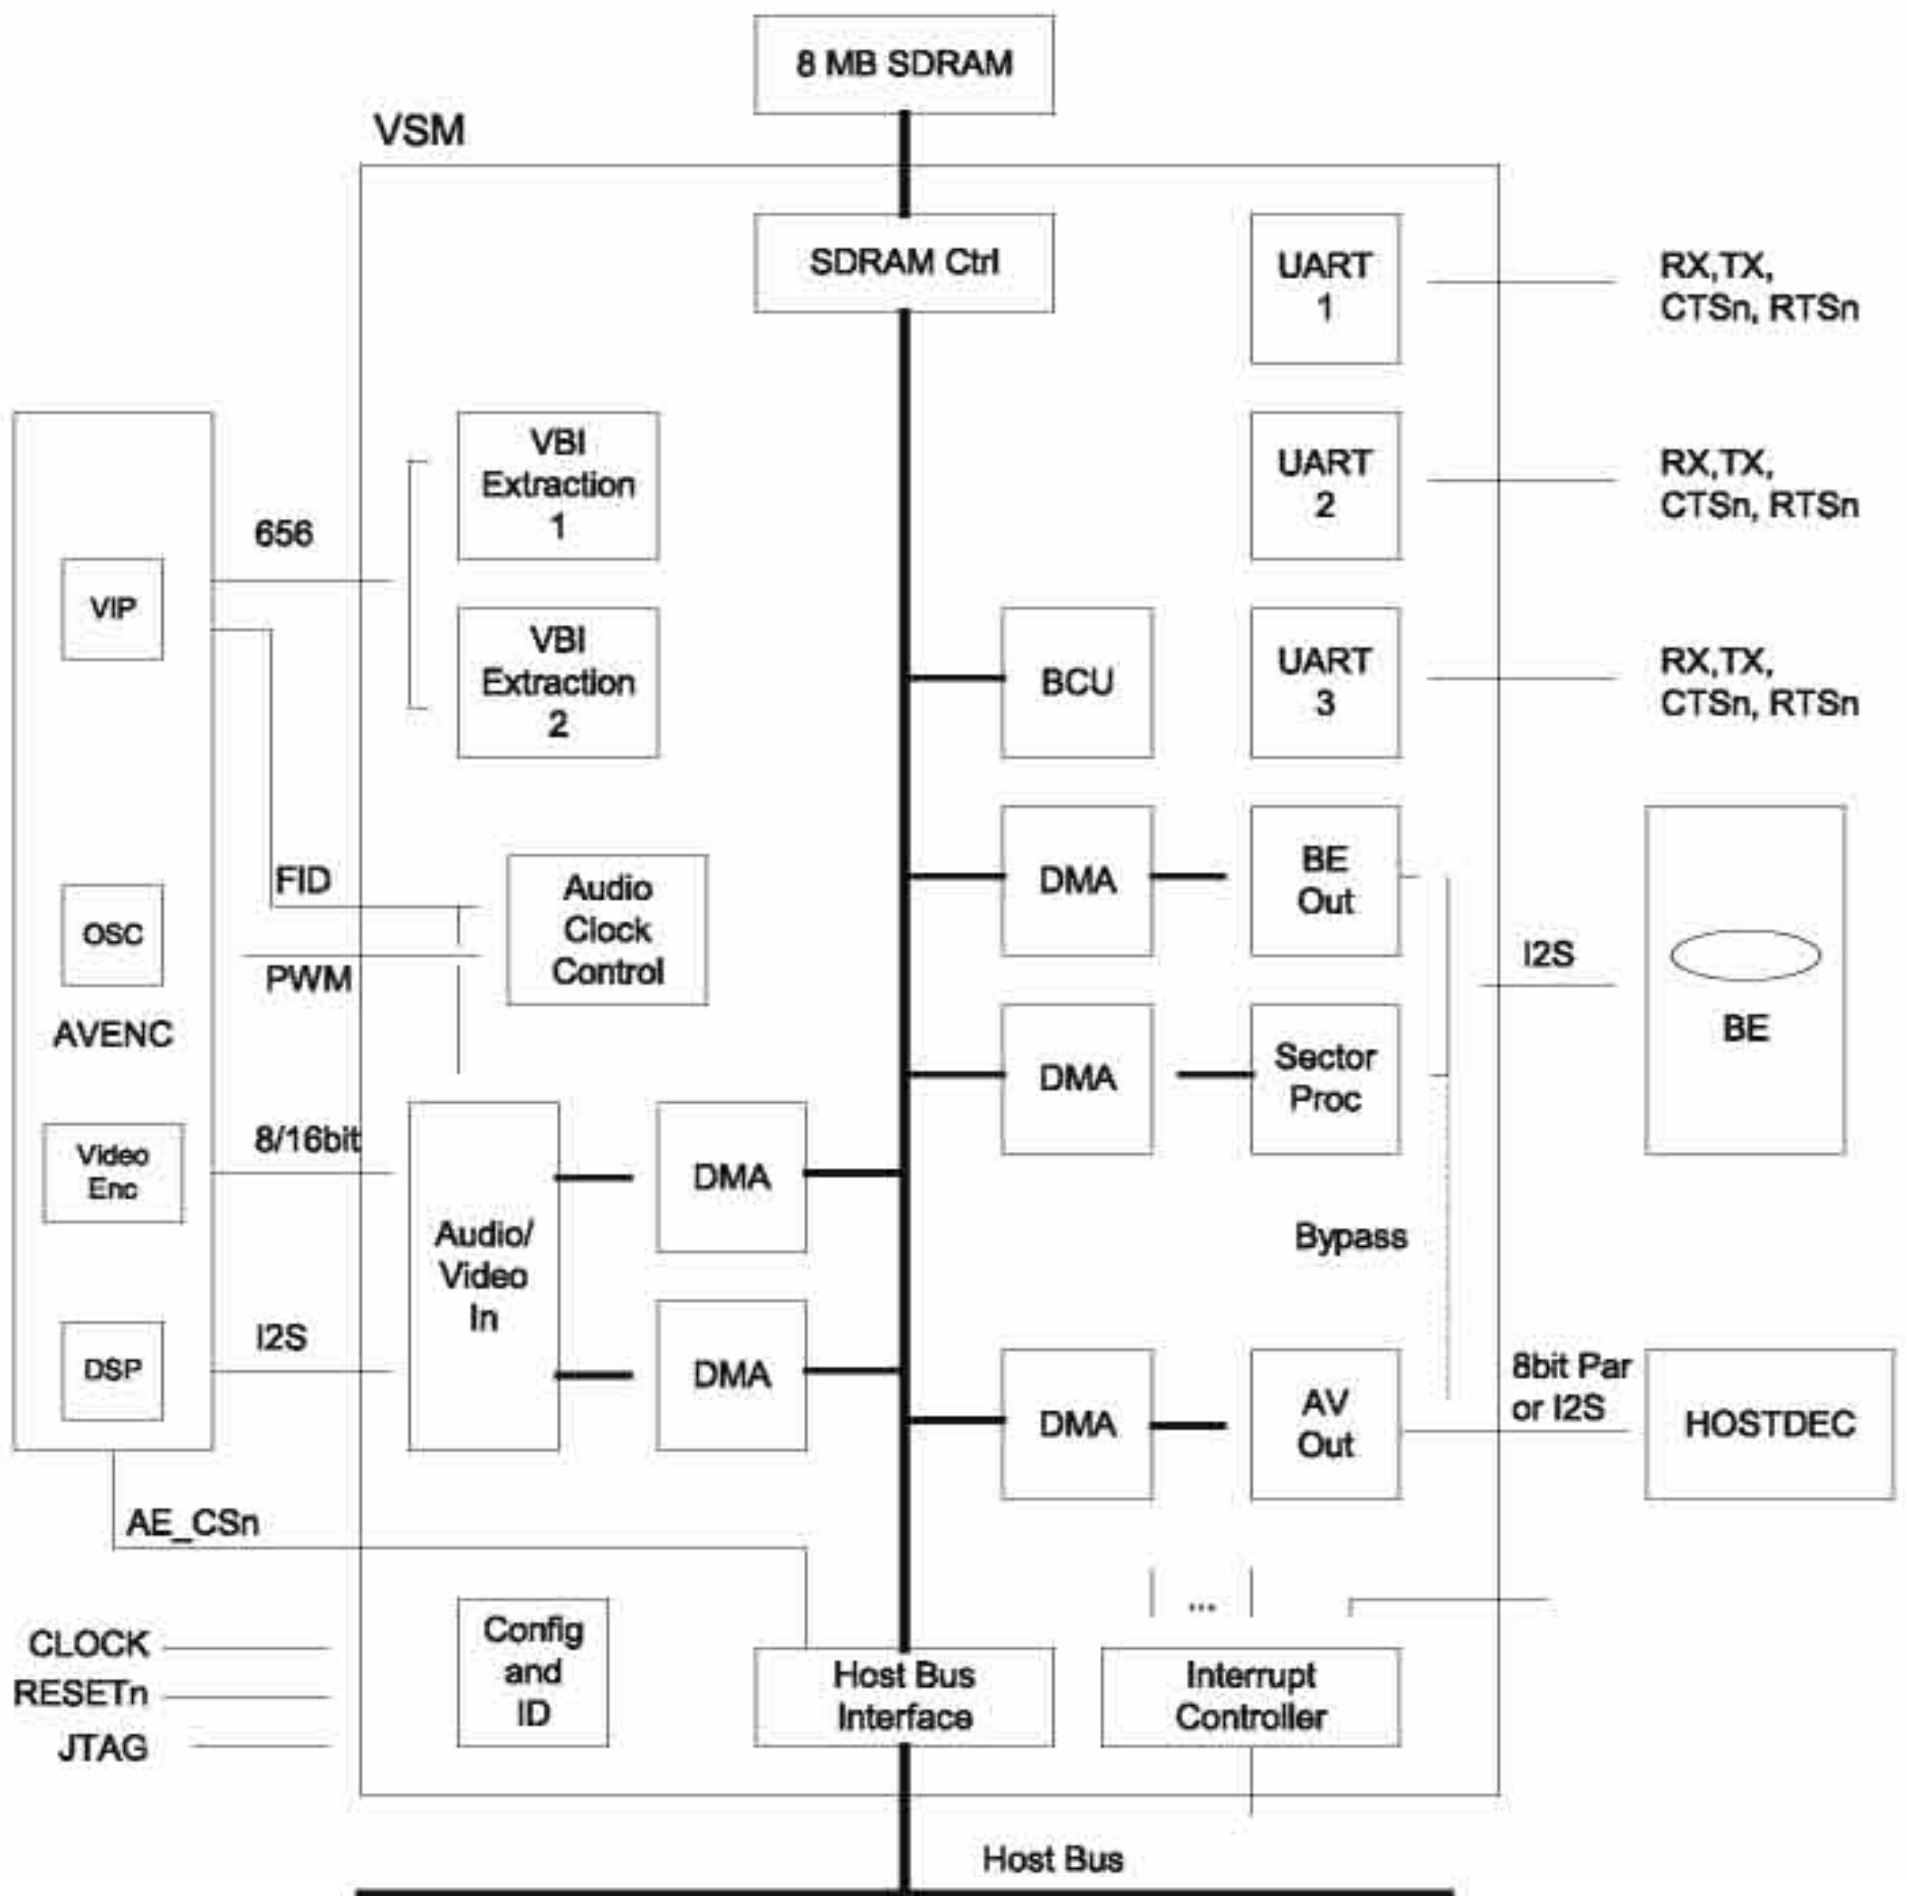 8 MB SDRAM
VSM
SDRAM Ctrl
UART
1
RX,TX,
CTSn, RTSn
VBI
Extraction
1
UART
2
RX,TX,
CTSn, RTSn
656
VIP
VBI
Extraction
2
BCU
UART
3
RX,TX,
CTSn, RTSn
FID
Audio
Clock
Control
DMA
BE
Out
OSC
PWM
I2S
AVENC
BE
DMA
Sector
Proc
8/16bit
Video
Enc
Audio/
Video
In
DMA
Bypass
I2S
DSP
DMA
DMA
AV
Out
8bit Par
or I2S
HOSTDEC
AE_CSn
...
CLOCK
RESETn
JTAG
Config
and
ID
Host Bus
Interface
Interrupt
Controller
Host Bus